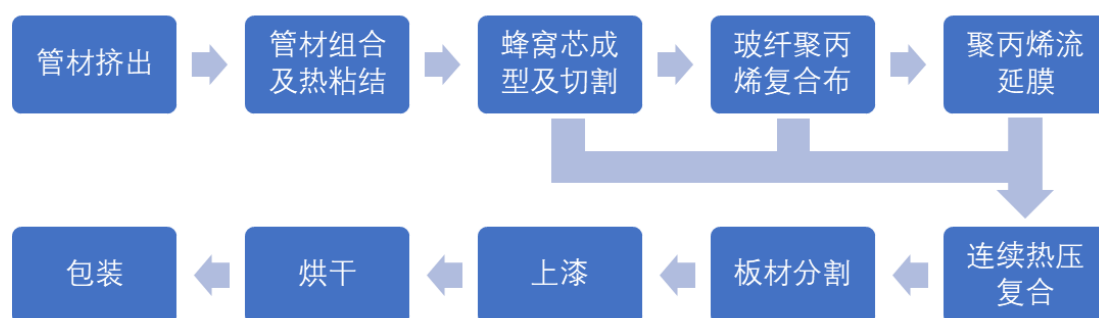 管材挤出
管材组合
及热粘结
蜂窝芯成
型及切割
玻纤聚丙
烯复合布
聚丙烯流
延膜
连续热压
复合
板材分割
上漆
烘干
包装